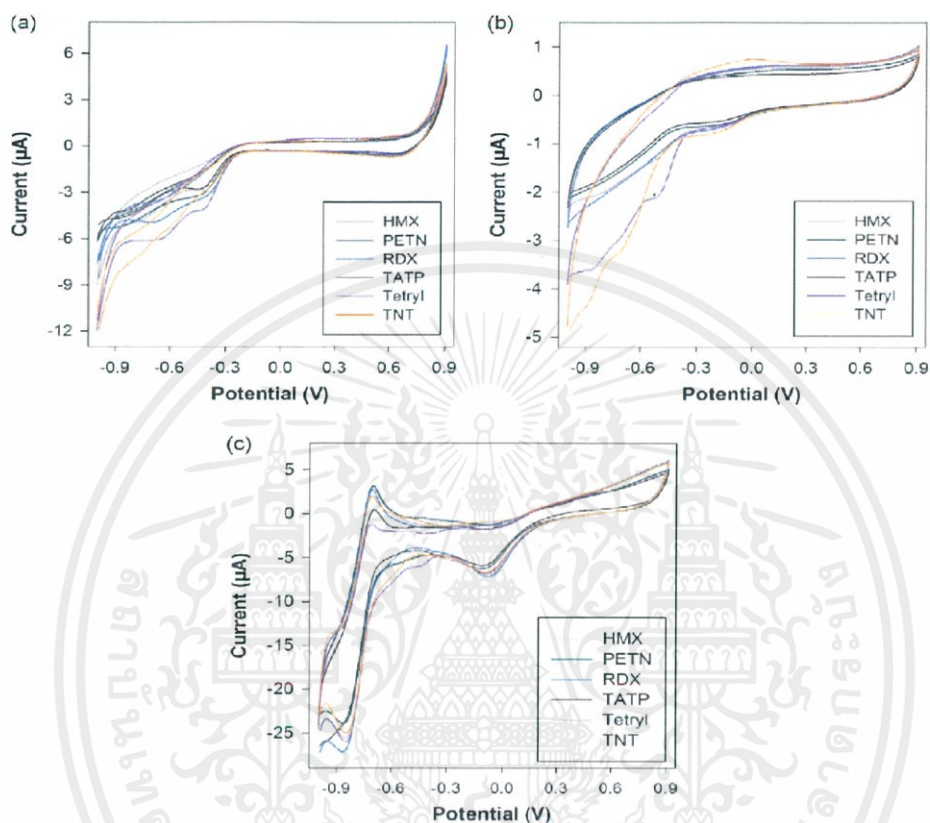 (a)
6
3
0
-3
-6
-9
-12
Current (µA)
HMX
PETN
RDX
TATP
Tetryl
TNT
-0.9 -0.6 -0.3 0.0 0.3 0.6 0.9
Potential (V)
(b)
1
0
-1
-2
-3
-4
-5
Current (µA)
HMX
PETN
RDX
TATP
Tetryl
TNT
-0.9 -0.6 -0.3 0.0 0.3 0.6 0.9
Potential (V)
(c)
5
0
-5
-10
-15
-20
-25
Current (µA)
HMX
PETN
RDX
TATP
Tetryl
TNT
-0.9 -0.6 -0.3 0.0 0.3 0.6 0.9
Potential (V)